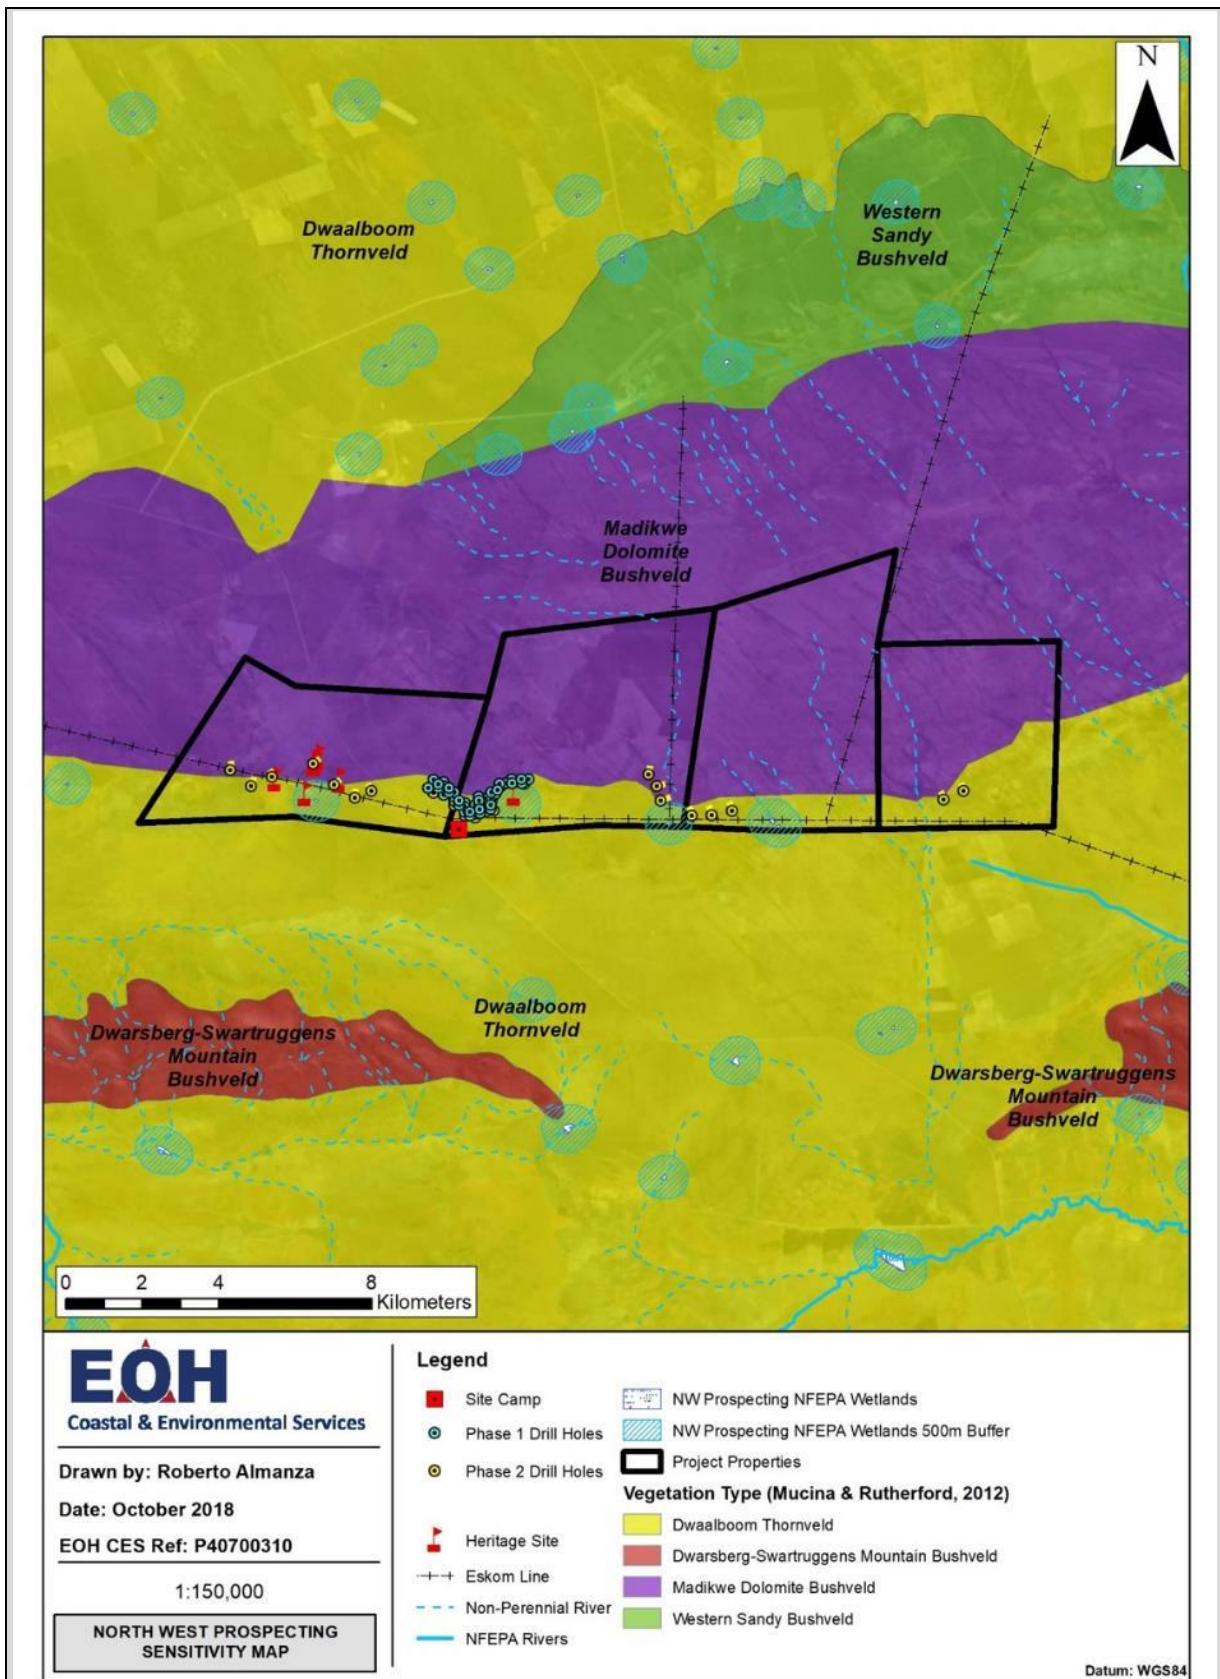 N
Dwaalboom
Thornveld
Western
Sandy
Bushveld
Madikwe
Dolomite
Bushveld
Dwaalboom
Thornveld
Dwarsberg-Swartruggens
Mountain
Bushveld
Dwarsberg-Swartruggens
Mountain
Bushveld
0 2 4 8
Kilometers
EOH
Coastal & Environmental Services
Drawn by: Roberto Almanza
Date: October 2018
EOH CES Ref: P40700310
1:150,000
NORTH WEST PROSPECTING
SENSITIVITY MAP
Legend
Site Camp
Phase 1 Drill Holes
Phase 2 Drill Holes
Heritage Site
Eskom Line
Non-Perennial River
NFEPA Rivers
NW Prospecting NFEPA Wetlands
NW Prospecting NFEPA Wetlands 500m Buffer
Project Properties
Vegetation Type (Mucina & Rutherford, 2012)
Dwaalboom Thornveld
Dwarsberg-Swartruggens Mountain Bushveld
Madikwe Dolomite Bushveld
Western Sandy Bushveld
Datum: WGS84